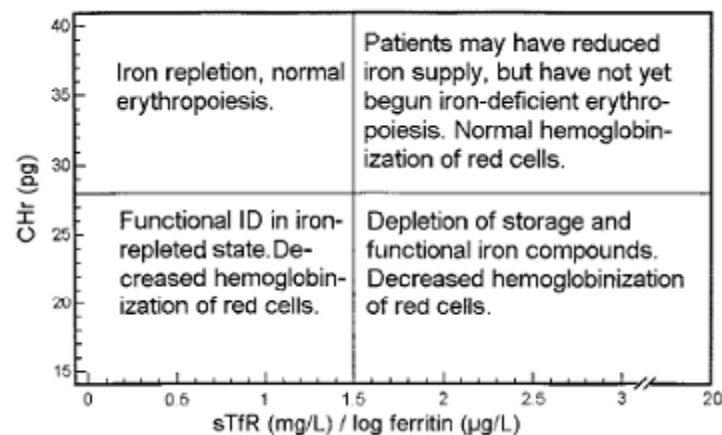 40
35
30
25
20
15
CHr (pg)
Iron repletion, normal
erythropoiesis.
Patients may have reduced
iron supply, but have not yet
begun iron-deficient erythro-
poiesis. Normal hemoglobin-
ization of red cells.
Functional ID in iron-
repleted state.De-
creased hemoglobin-
ization of red cells.
Depletion of storage and
functional iron compounds.
Decreased hemoglobinization
of red cells.
0 0.5 1 1.5 2 2.5 3 20
sTfR (mg/L) / log ferritin (µg/L)